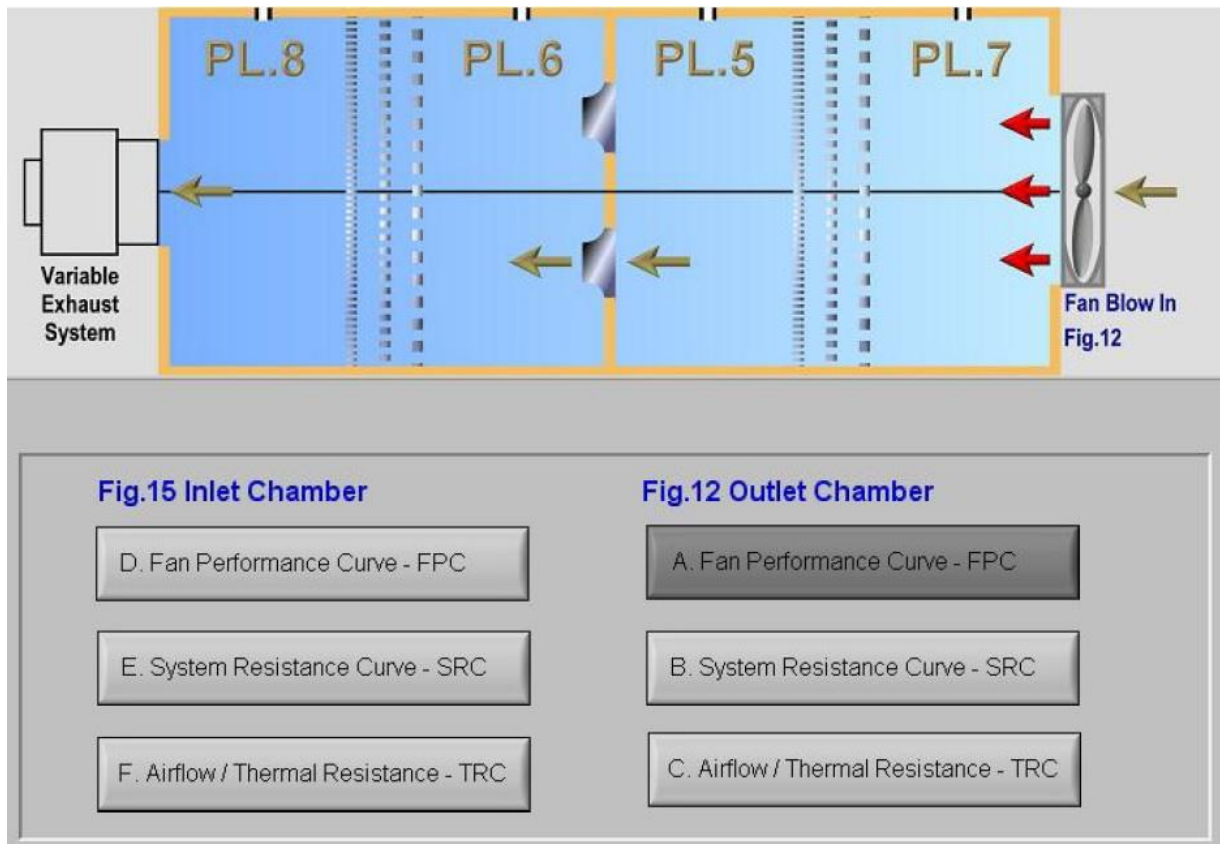 PL.8 PL.6 PL.5 PL.7
Variable
Exhaust
System
Fan Blow In
Fig.12
Fig.15 Inlet Chamber
Fig.12 Outlet Chamber
D. Fan Performance Curve - FPC
A. Fan Performance Curve - FPC
E. System Resistance Curve - SRC
B. System Resistance Curve - SRC
F. Airflow / Thermal Resistance - TRC
C. Airflow / Thermal Resistance - TRC